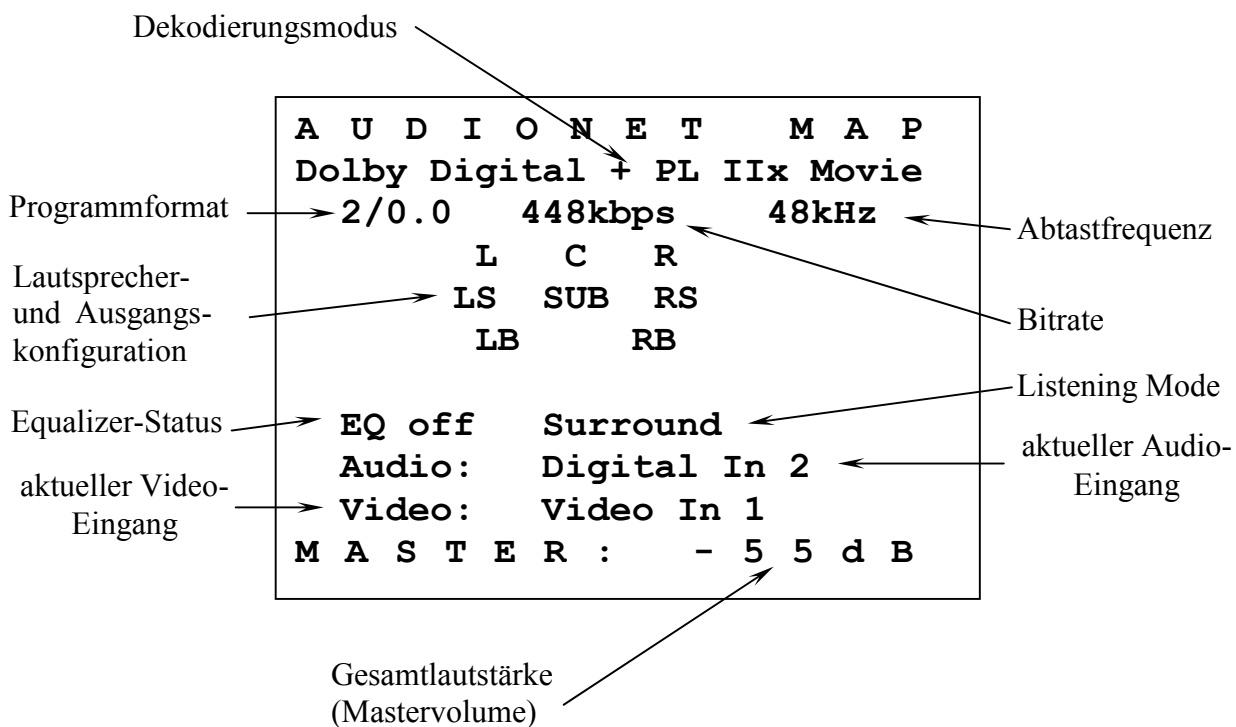 Dekodierungsmodus
A U D I O N E T   M A P
Dolby Digital + PL IIx Movie
Programmformat
2/0.0 448kbps 48kHz
Abtastfrequenz
L C R
Lautsprecher-
und Ausgangs-
konfiguration
LS SUB RS
Bitrate
LB RB
Listening Mode
Equalizer-Status
EQ off Surround
aktueller Audio-
Eingang
Audio: Digital In 2
aktueller Video-
Eingang
Video: Video In 1
M A S T E R : - 5 5 d B
Gesamtlautstärke
(Mastervolume)